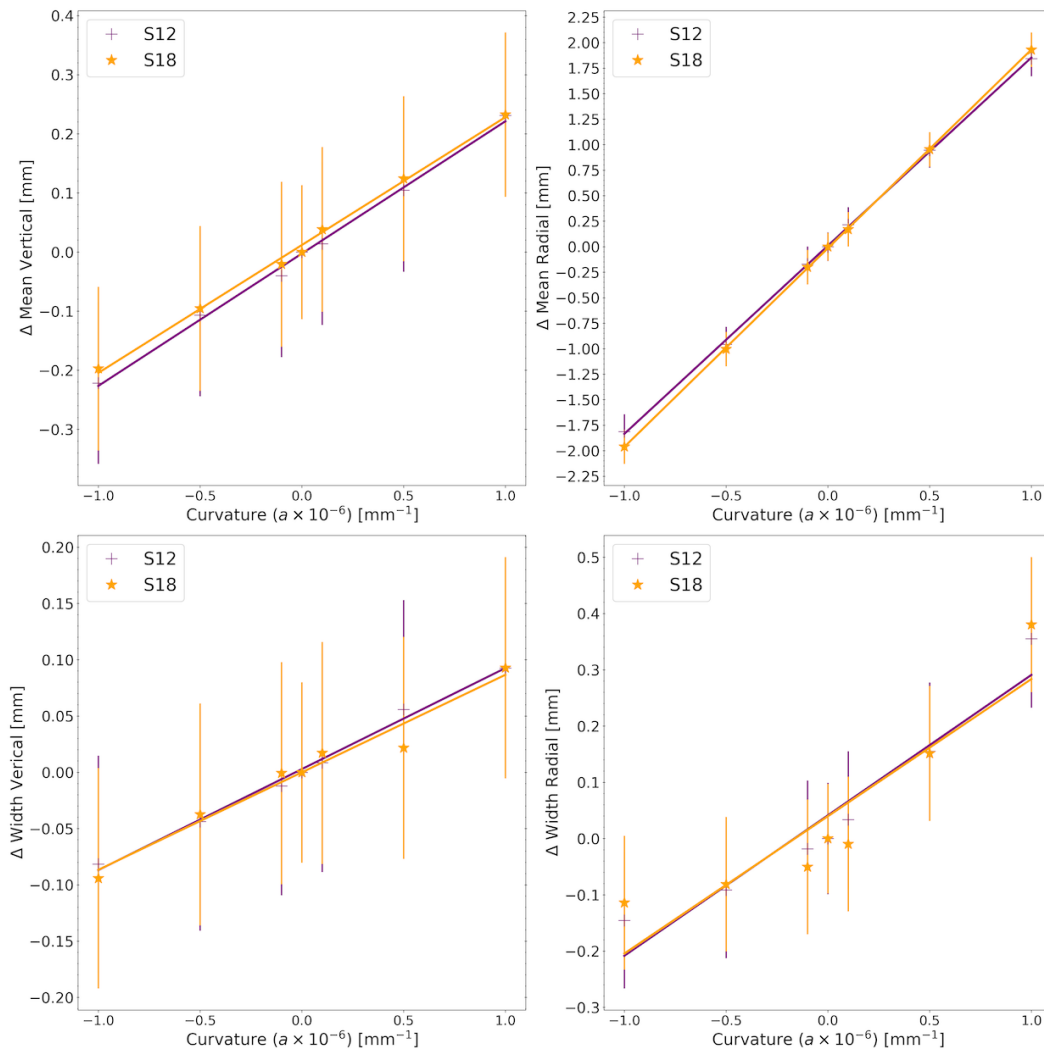 S12
S18
Δ Mean Vertical [mm]
0.4
0.3
0.2
0.1
0.0
−0.1
−0.2
−0.3
−1.0 −0.5 0.0 0.5 1.0
Curvature (a × 10⁻⁶) [mm⁻¹]
S12
S18
Δ Mean Radial [mm]
2.25
2.00
1.75
1.50
1.25
1.00
0.75
0.50
0.25
0.00
−0.25
−0.50
−0.75
−1.00
−1.25
−1.50
−1.75
−2.00
−2.25
−1.0 −0.5 0.0 0.5 1.0
Curvature (a × 10⁻⁶) [mm⁻¹]
S12
S18
Δ Width Verical [mm]
0.20
0.15
0.10
0.05
0.00
−0.05
−0.10
−0.15
−0.20
−1.0 −0.5 0.0 0.5 1.0
Curvature (a × 10⁻⁶) [mm⁻¹]
S12
S18
Δ Width Radial [mm]
0.5
0.4
0.3
0.2
0.1
0.0
−0.1
−0.2
−0.3
−1.0 −0.5 0.0 0.5 1.0
Curvature (a × 10⁻⁶) [mm⁻¹]